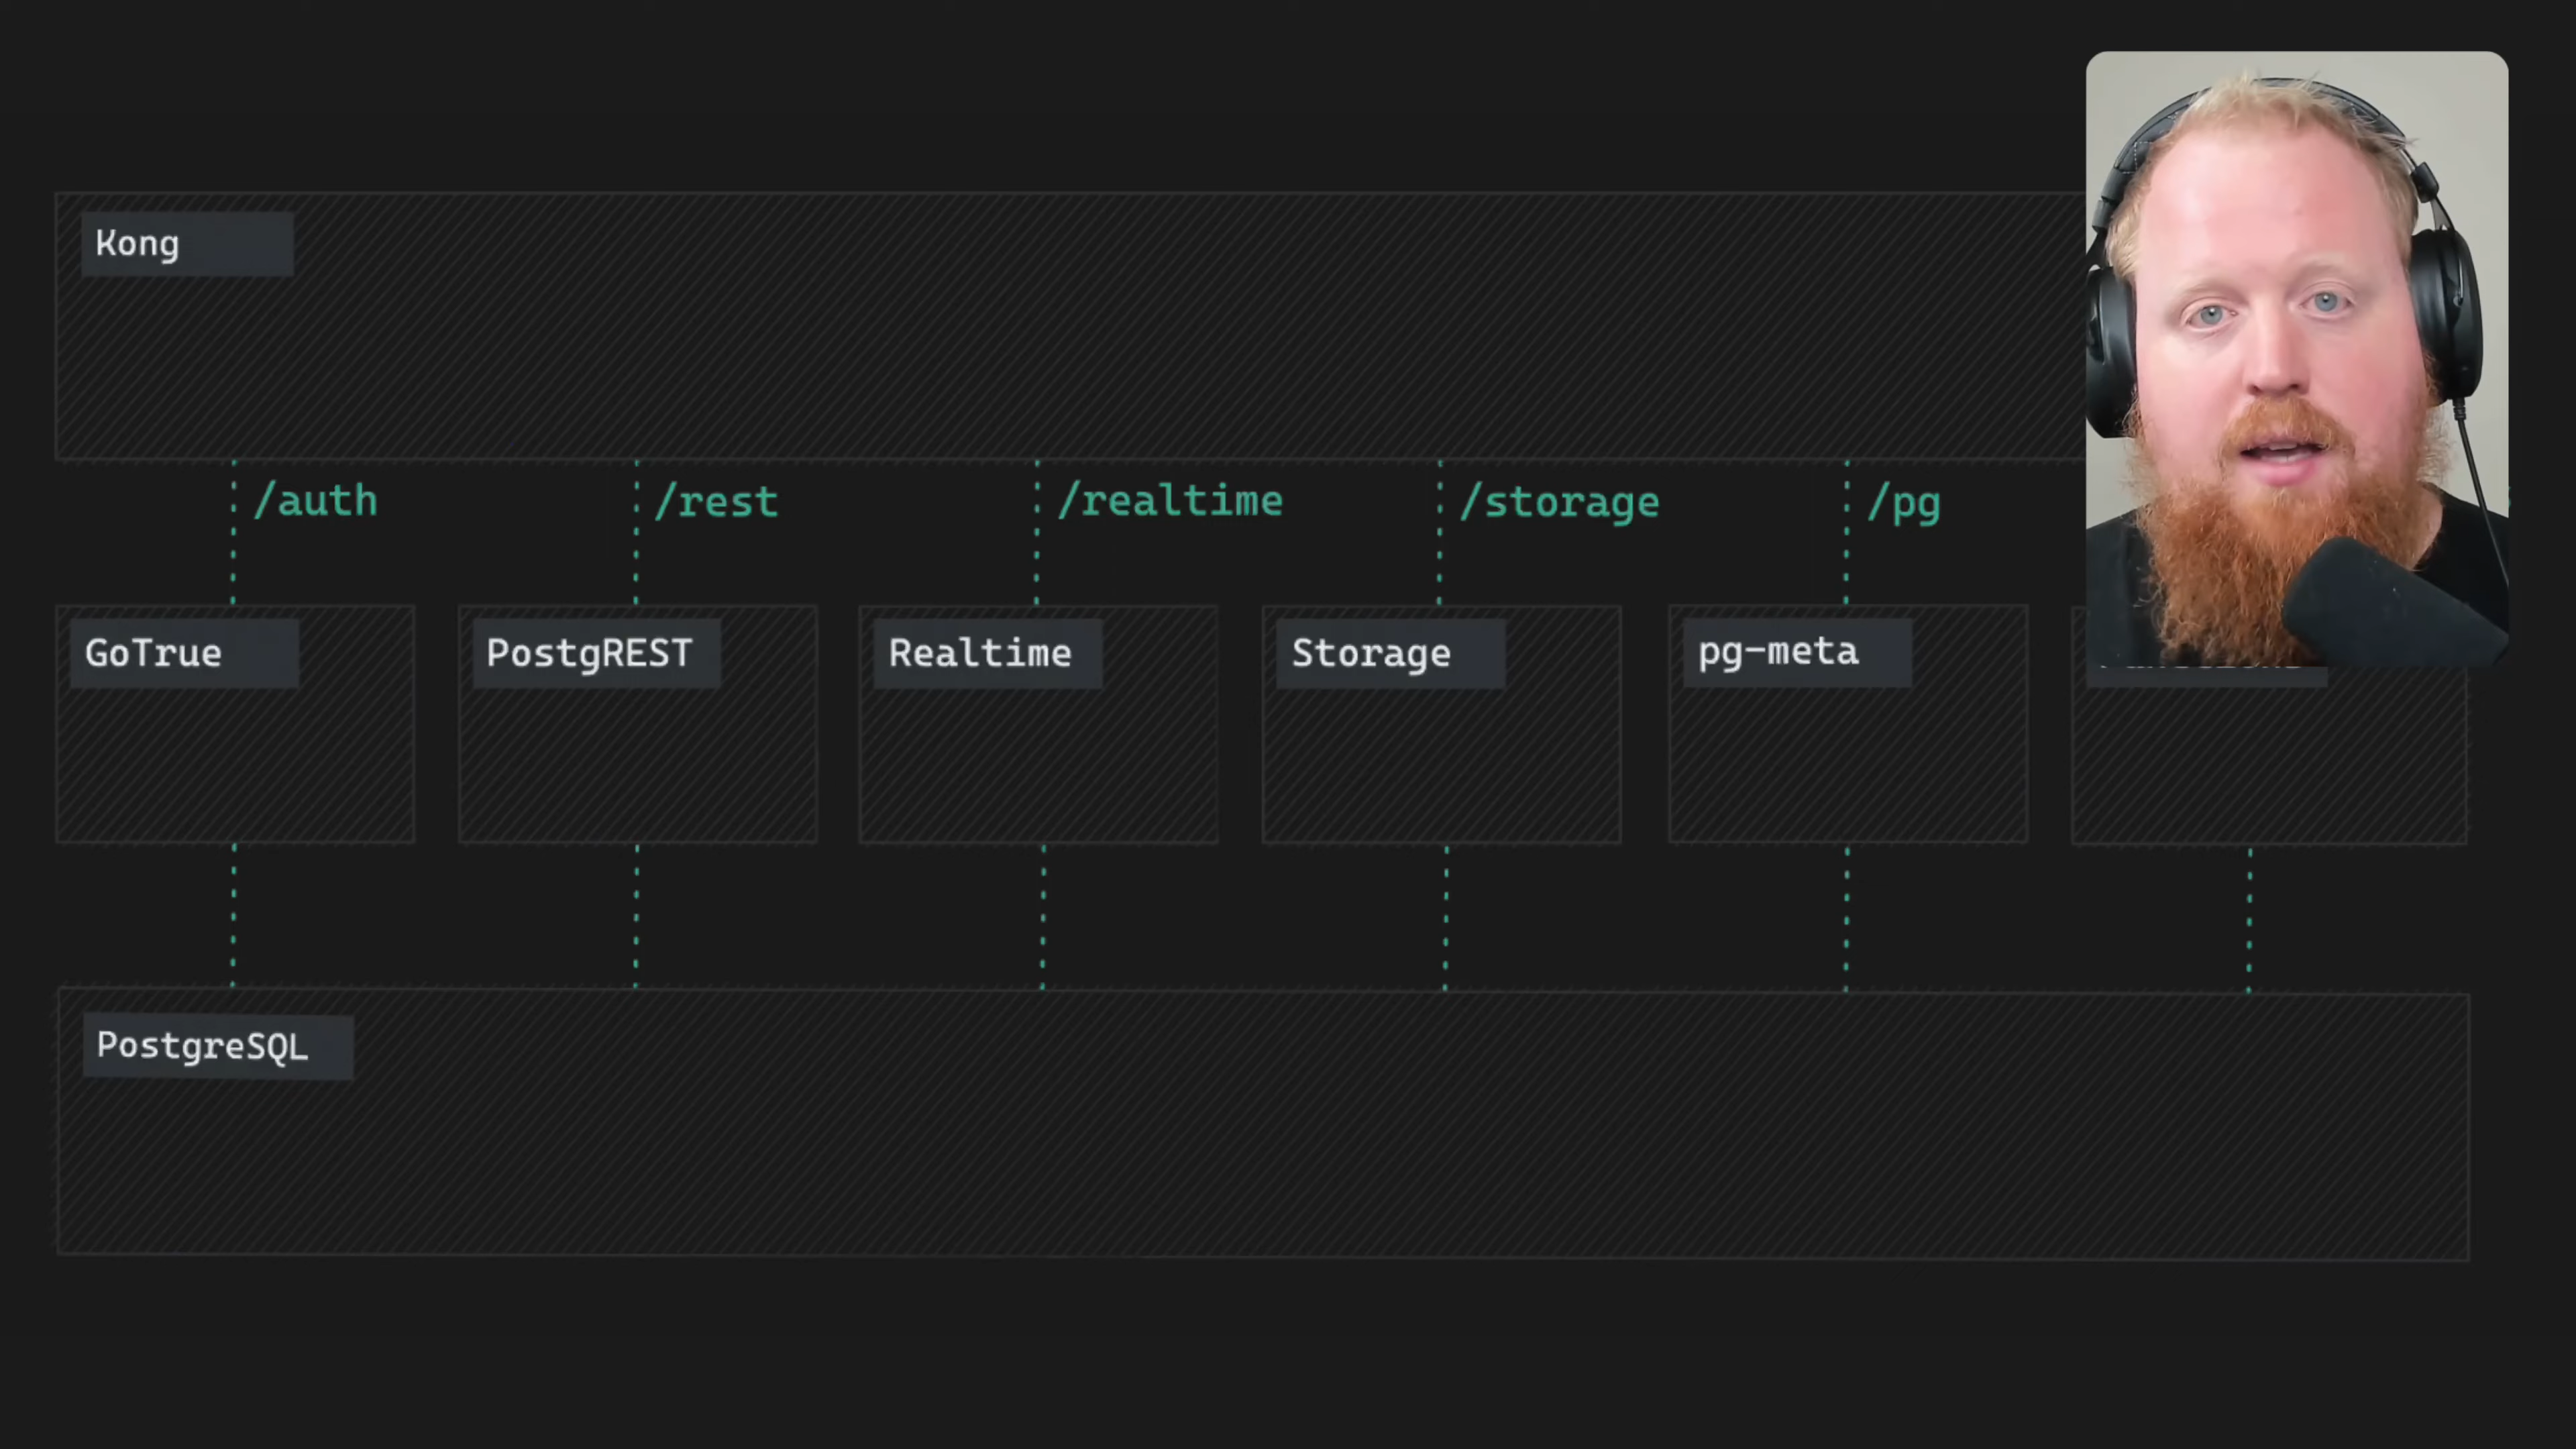 Kong
/auth
/rest
/realtime
/storage
/pg
GoTrue
PostgREST
Realtime
Storage
pg-meta
PostgreSQL